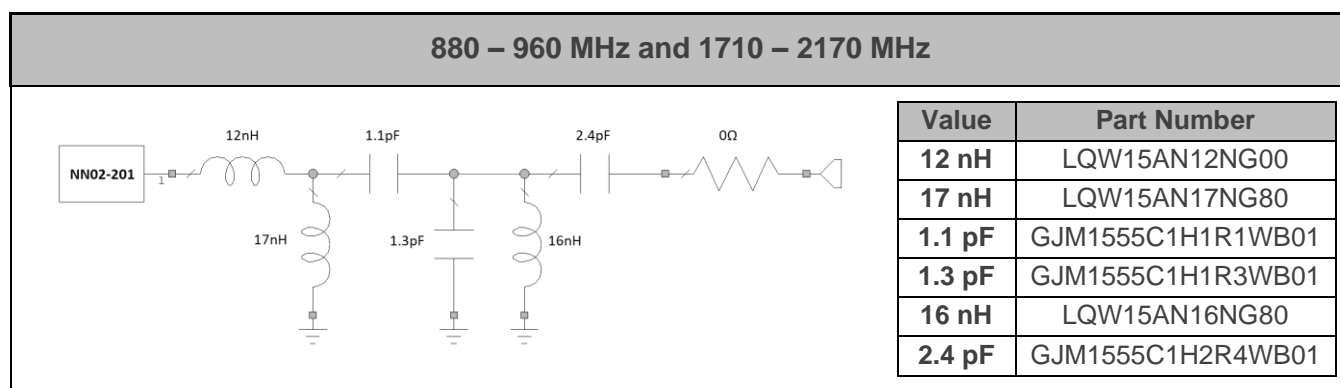 880 – 960 MHz and 1710 – 2170 MHz
12nH
1.1pF
2.4pF
0Ω
NN02-201
1
17nH
1.3pF
16nH
Value Part Number
12 nH LQW15AN12NG00
17 nH LQW15AN17NG80
1.1 pF GJM1555C1H1R1WB01
1.3 pF GJM1555C1H1R3WB01
16 nH LQW15AN16NG80
2.4 pF GJM1555C1H2R4WB01